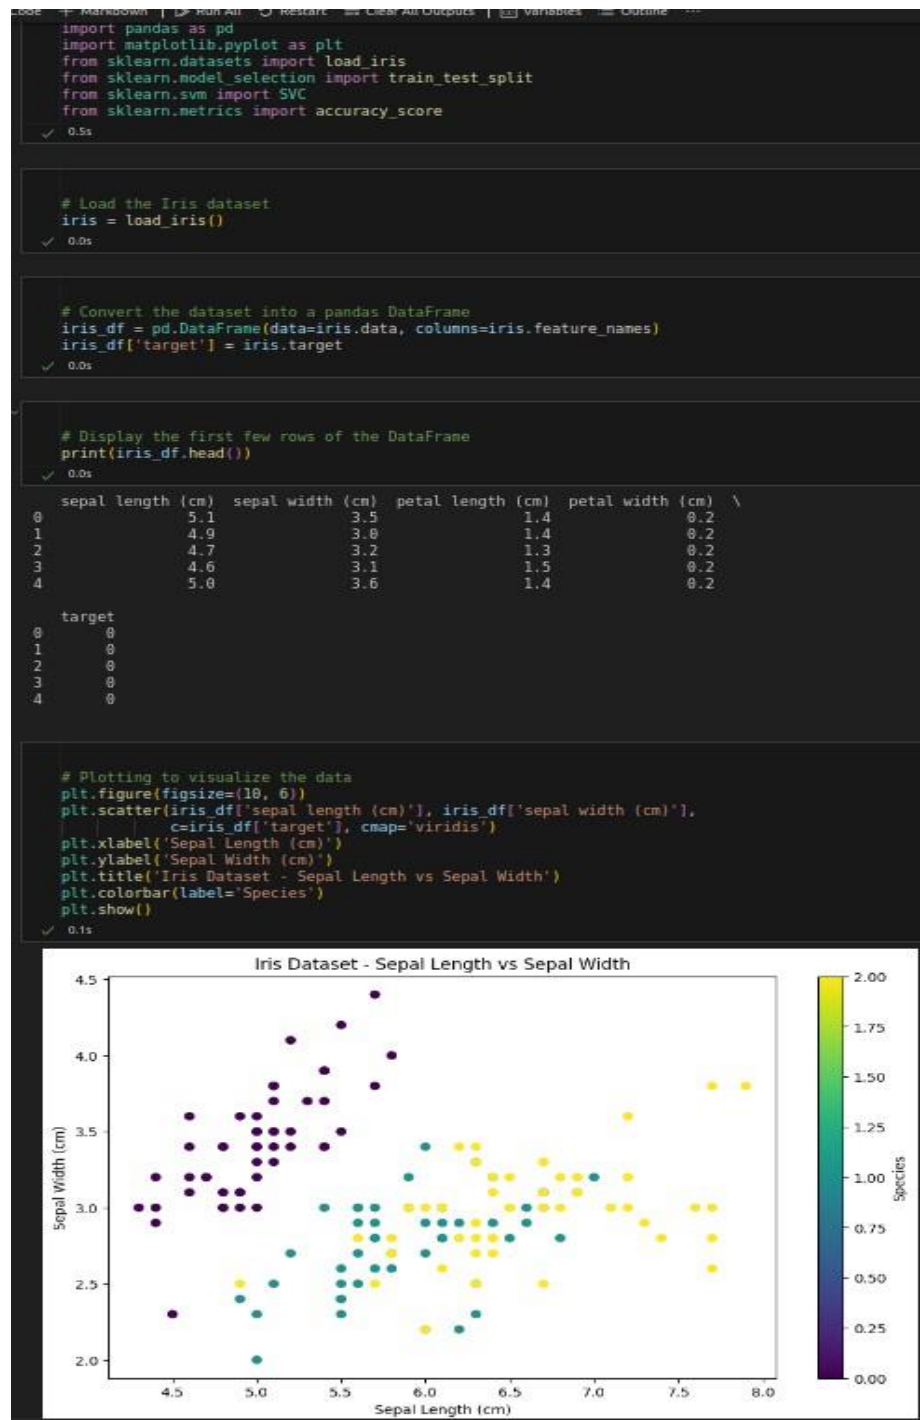 Code + Markdown | Run All Restart Clear All Outputs | Variables Outline ...
import pandas as pd
import matplotlib.pyplot as plt
from sklearn.datasets import load_iris
from sklearn.model_selection import train_test_split
from sklearn.svm import SVC
from sklearn.metrics import accuracy_score
0.5s
# Load the Iris dataset
iris = load_iris()
0.0s
# Convert the dataset into a pandas DataFrame
iris_df = pd.DataFrame(data=iris.data, columns=iris.feature_names)
iris_df['target'] = iris.target
0.0s
# Display the first few rows of the DataFrame
print(iris_df.head())
0.0s
sepal length (cm) sepal width (cm) petal length (cm) petal width (cm) \
0 5.1 3.5 1.4 0.2
1 4.9 3.0 1.4 0.2
2 4.7 3.2 1.3 0.2
3 4.6 3.1 1.5 0.2
4 5.0 3.6 1.4 0.2
target
0 0
1 0
2 0
3 0
4 0
# Plotting to visualize the data
plt.figure(figsize=(10, 6))
plt.scatter(iris_df['sepal length (cm)'], iris_df['sepal width (cm)'],
c=iris_df['target'], cmap='viridis')
plt.xlabel('Sepal Length (cm)')
plt.ylabel('Sepal Width (cm)')
plt.title('Iris Dataset - Sepal Length vs Sepal Width')
plt.colorbar(label='Species')
plt.show()
0.1s
Iris Dataset - Sepal Length vs Sepal Width
4.5
4.0
3.5
3.0
2.5
2.0
Sepal Width (cm)
4.5 5.0 5.5 6.0 6.5 7.0 7.5 8.0
Sepal Length (cm)
2.00
1.75
1.50
1.25
1.00
0.75
0.50
0.25
0.00
Species